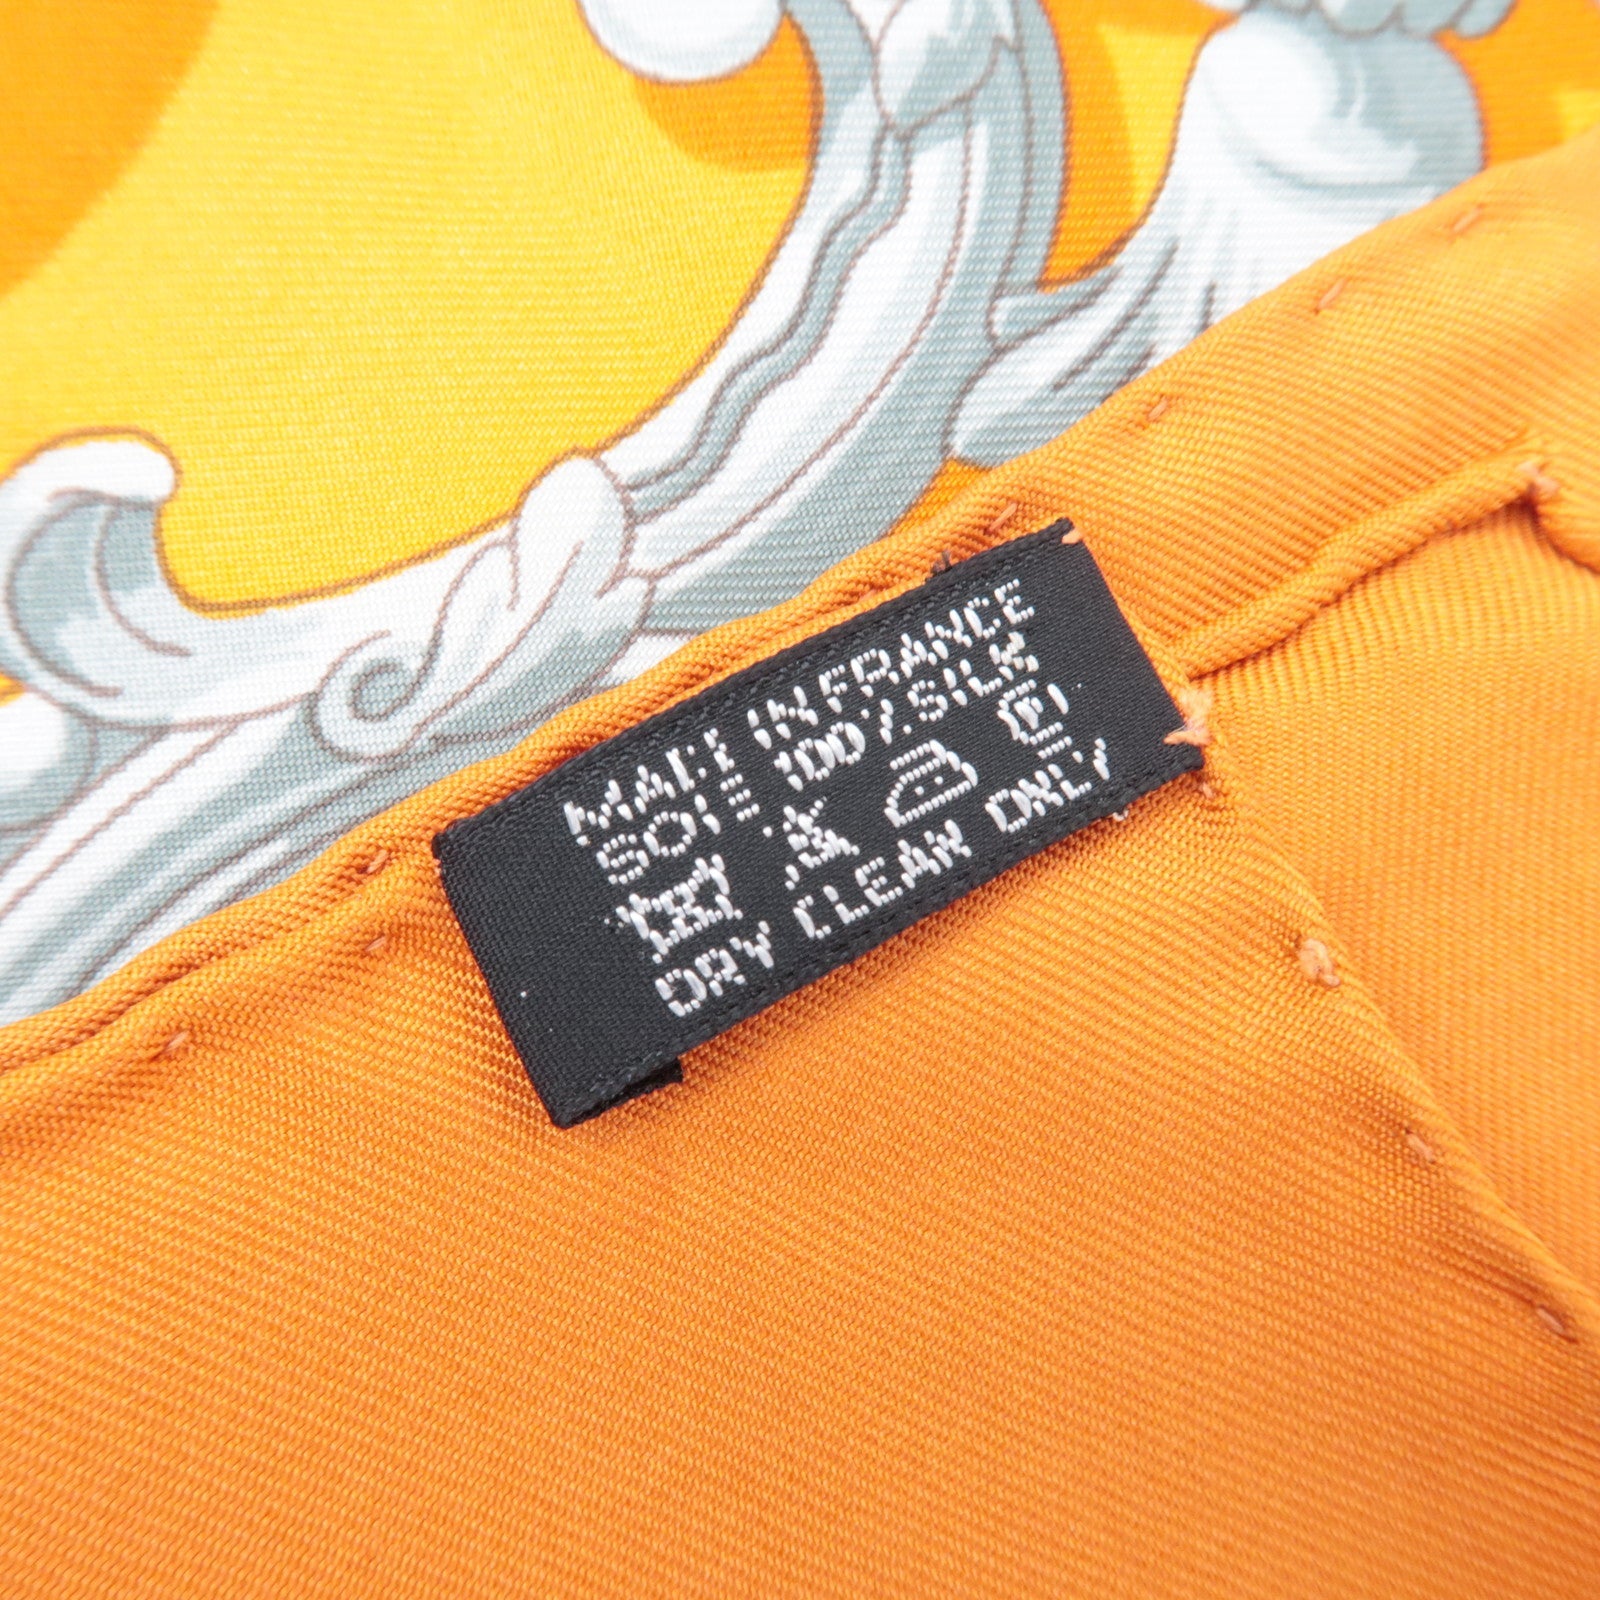 MADE IN FRANCE
SOIE 100% SILK
P
DRY CLEAN ONLY